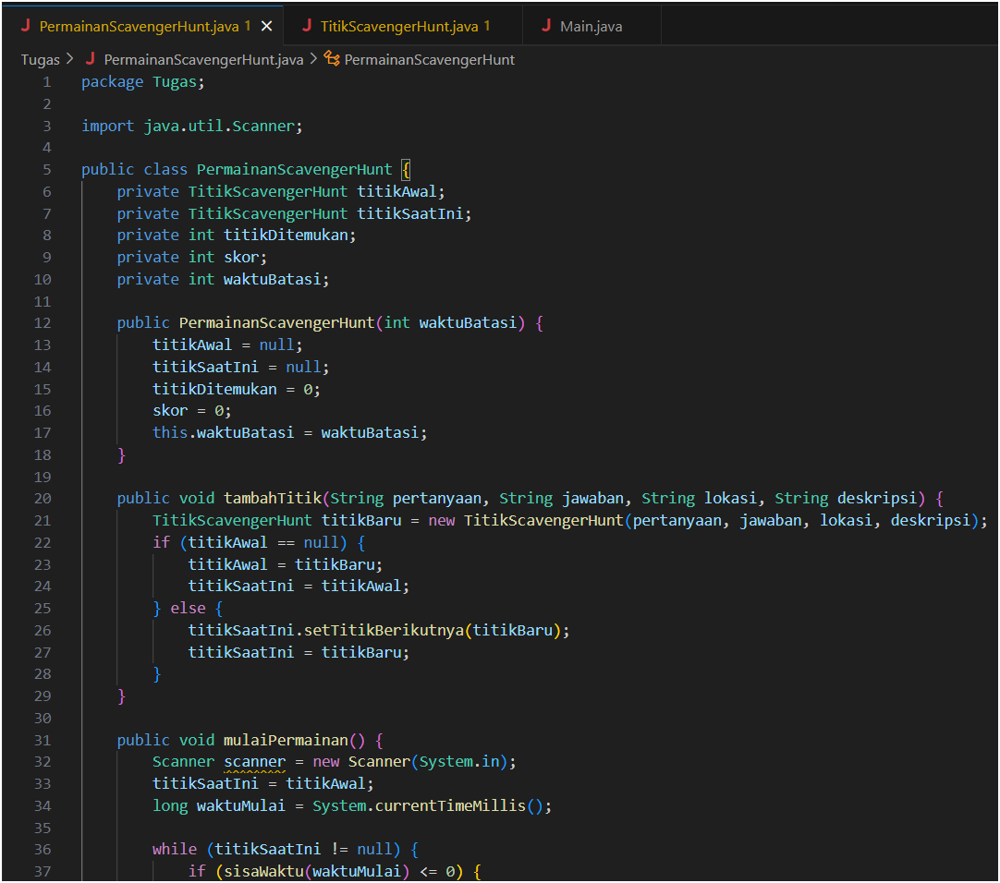 J PermainanScavengerHunt.java 1 × J TitikScavengerHunt.java 1 J Main.java
Tugas > J PermainanScavengerHunt.java > PermainanScavengerHunt
1 package Tugas;
2
3 import java.util.Scanner;
4
5 public class PermainanScavengerHunt {
6     private TitikScavengerHunt titikAwal;
7     private TitikScavengerHunt titikSaatIni;
8     private int titikDitemukan;
9     private int skor;
10     private int waktuBatasi;
11
12     public PermainanScavengerHunt(int waktuBatasi) {
13         titikAwal = null;
14         titikSaatIni = null;
15         titikDitemukan = 0;
16         skor = 0;
17         this.waktuBatasi = waktuBatasi;
18     }
19
20     public void tambahTitik(String pertanyaan, String jawaban, String lokasi, String deskripsi) {
21         TitikScavengerHunt titikBaru = new TitikScavengerHunt(pertanyaan, jawaban, lokasi, deskripsi);
22         if (titikAwal == null) {
23             titikAwal = titikBaru;
24             titikSaatIni = titikAwal;
25         } else {
26             titikSaatIni.setTitikBerikutnya(titikBaru);
27             titikSaatIni = titikBaru;
28         }
29     }
30
31     public void mulaiPermainan() {
32         Scanner scanner = new Scanner(System.in);
33         titikSaatIni = titikAwal;
34         long waktuMulai = System.currentTimeMillis();
35
36         while (titikSaatIni != null) {
37             if (sisaWaktu(waktuMulai) <= 0) {